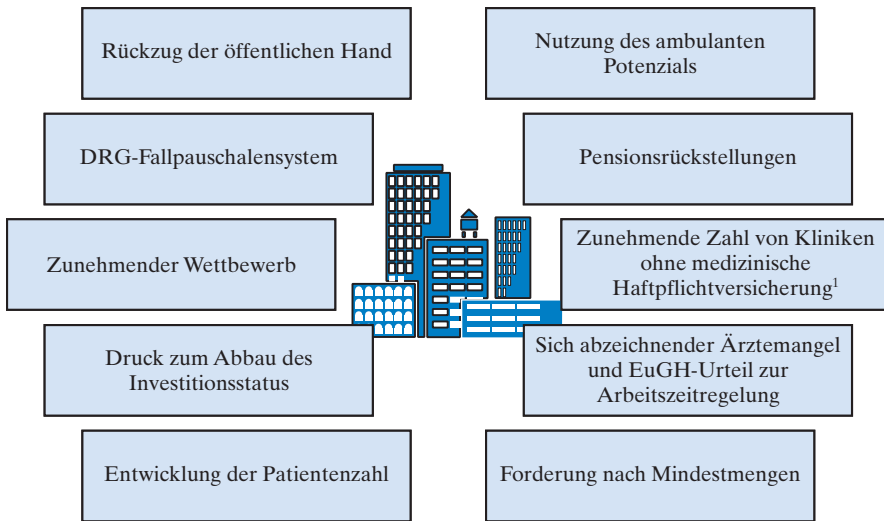 Rückzug der öffentlichen Hand
Nutzung des ambulanten
Potenzials
DRG-Fallpauschalensystem
Pensionsrückstellungen
Zunehmender Wettbewerb
Zunehmende Zahl von Kliniken
ohne medizinische
Haftpflichtversicherung¹
Druck zum Abbau des
Investitionsstatus
Sich abzeichnender Ärztemangel
und EuGH-Urteil zur
Arbeitszeitregelung
Entwicklung der Patientenzahl
Forderung nach Mindestmengen